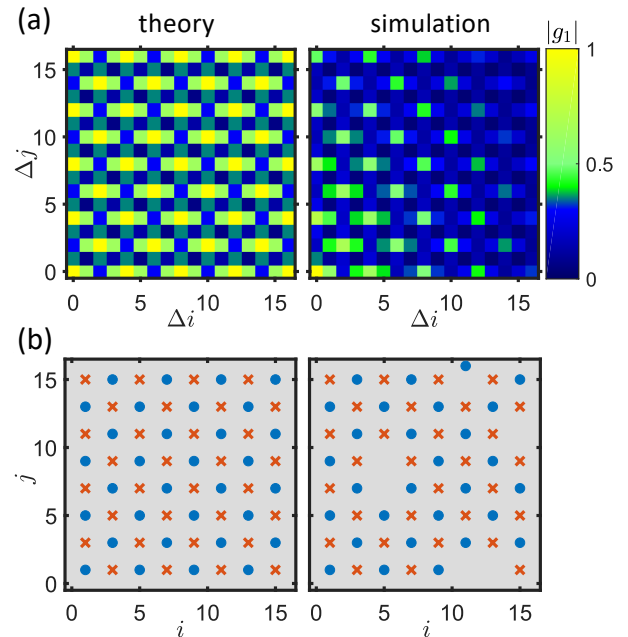 (a) theory simulation |g₁|
15 10 5 0 Δj
1 0.5 0
0 5 10 15 0 5 10 15
Δi Δi
(b)
15 10 5 0 j
0 5 10 15 0 5 10 15
i i